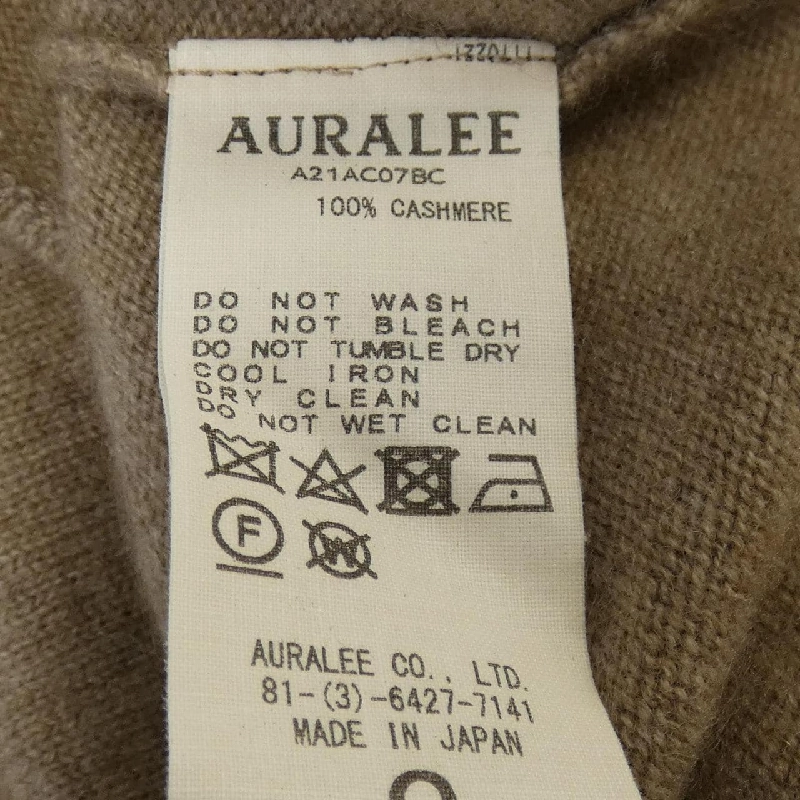 AURALEE
A21AC07BC
100% CASHMERE
DO NOT WASH
DO NOT BLEACH
DO NOT TUMBLE DRY
COOL IRON
DRY CLEAN
DO NOT WET CLEAN
F
W
AURALEE CO., LTD.
81-(3)-6427-7141
MADE IN JAPAN